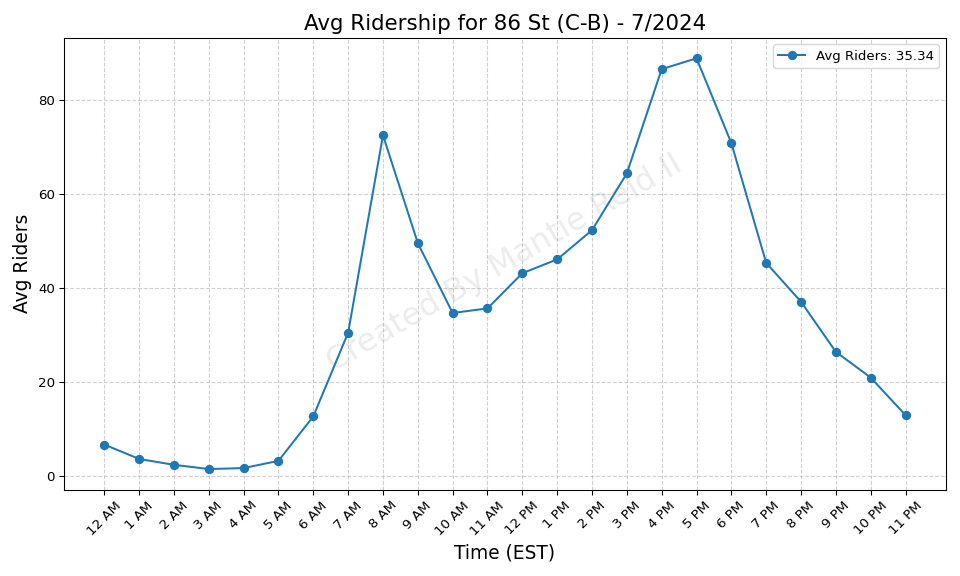 Avg Ridership for 86 St (C-B) - 7/2024
Avg Riders: 35.34
Avg Riders
80
60
40
20
0
Created By Mantie Reid II
12 AM
1 AM
2 AM
3 AM
4 AM
5 AM
6 AM
7 AM
8 AM
9 AM
10 AM
11 AM
12 PM
1 PM
2 PM
3 PM
4 PM
5 PM
6 PM
7 PM
8 PM
9 PM
10 PM
11 PM
Time (EST)